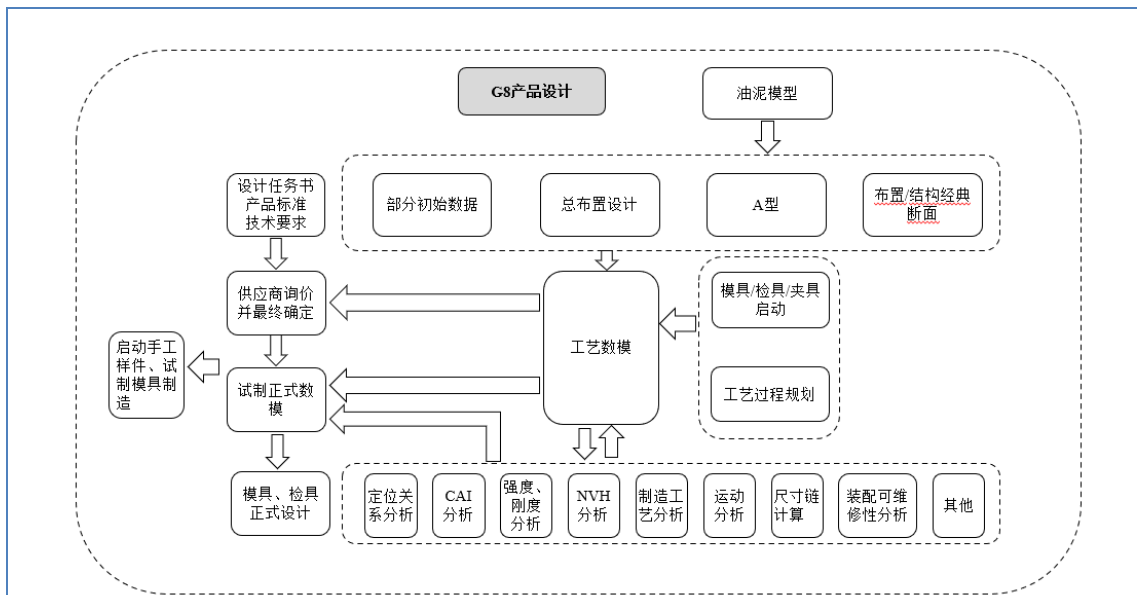 G8产品设计
油泥模型
设计任务书
产品标准
技术要求
部分初始数据
总布置设计
A型
布置/结构经典
断面
供应商询价
并最终确定
工艺数模
模具/检具/夹具
启动
启动手工
样件、试
制模具制
造
试制正式数
模
工艺过程规划
模具、检具
正式设计
定位关
系分析
CAI
分析
强度、
刚度
分析
NVH
分析
制造工
艺分析
运动
分析
尺寸链
计算
装配可维
修性分析
其他